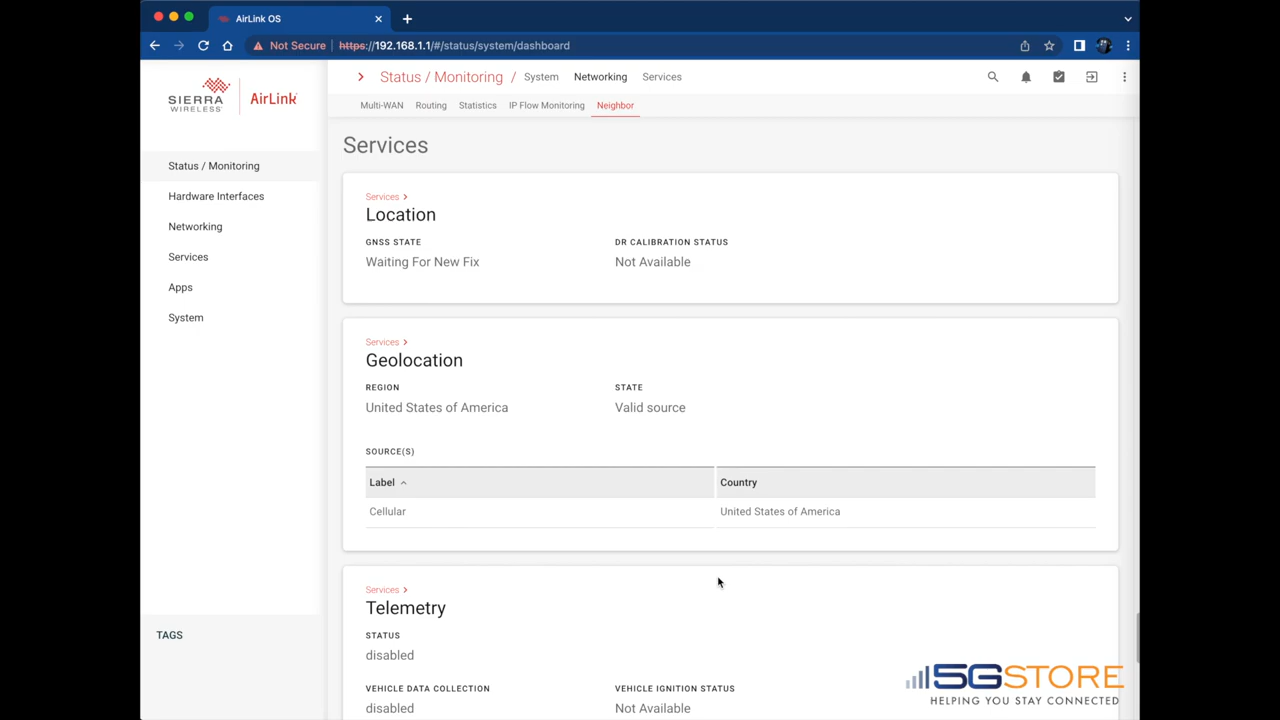 AirLink OS
Not Secure https://192.168.1.1/#/status/system/dashboard
SIERRA WIRELESS AirLink
Status / Monitoring / System Networking Services
Multi-WAN Routing Statistics IP Flow Monitoring Neighbor
Status / Monitoring
Hardware Interfaces
Networking
Services
Apps
System
TAGS
Services
Services >
Location
GNSS STATE DR CALIBRATION STATUS
Waiting For New Fix Not Available
Services >
Geolocation
REGION STATE
United States of America Valid source
SOURCE(S)
Label Country
Cellular United States of America
Services >
Telemetry
STATUS
disabled
VEHICLE DATA COLLECTION VEHICLE IGNITION STATUS
disabled Not Available
5GSTORE
HELPING YOU STAY CONNECTED